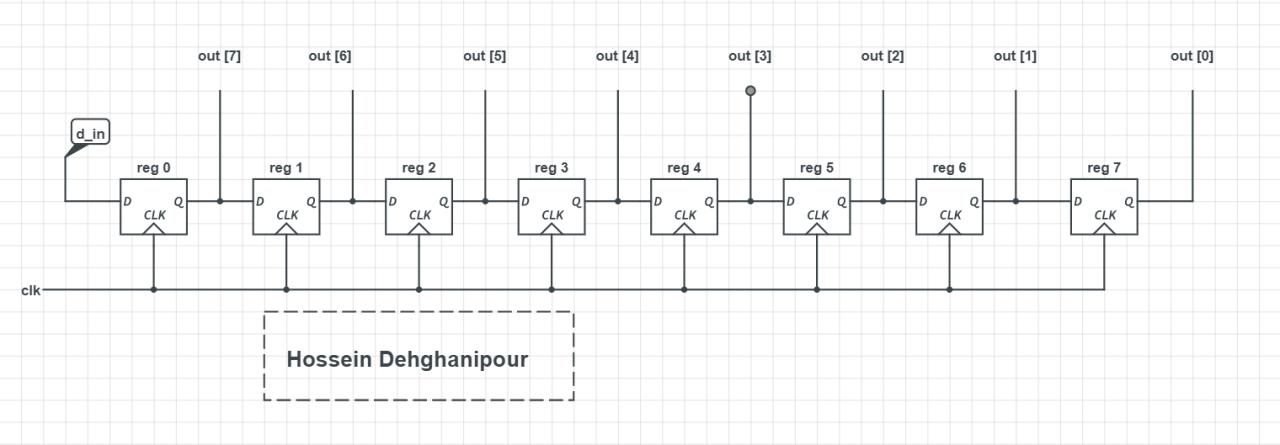 out [7] out [6] out [5] out [4] out [3] out [2] out [1] out [0]
d_in
reg 0 reg 1 reg 2 reg 3 reg 4 reg 5 reg 6 reg 7
D Q D Q D Q D Q D Q D Q D Q D Q
CLK CLK CLK CLK CLK CLK CLK CLK
clk
Hossein Dehghanipour